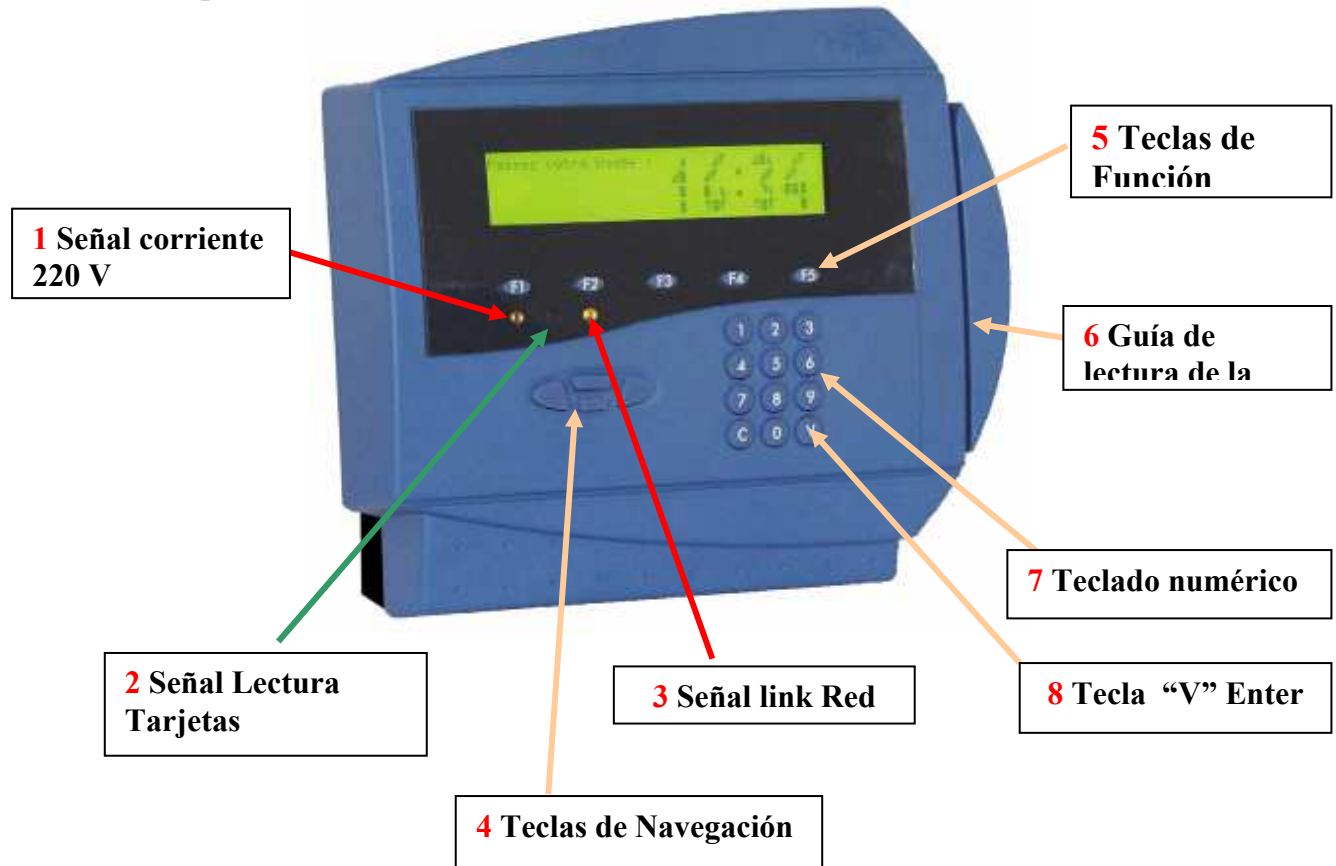 5 Teclas de
Función
1 Señal corriente
220 V
F1 F2 F3 F4 F5
6 Guía de
lectura de la
1 2 3
4 5 6
7 8 9
C 0 V
7 Teclado numérico
2 Señal Lectura
Tarjetas
3 Señal link Red
8 Tecla “V” Enter
4 Teclas de Navegación